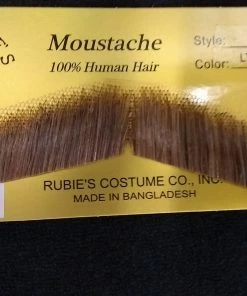 Moustache
100% Human Hair
Style:
Color:
RUBIE'S COSTUME CO., INC.
MADE IN BANGLADESH